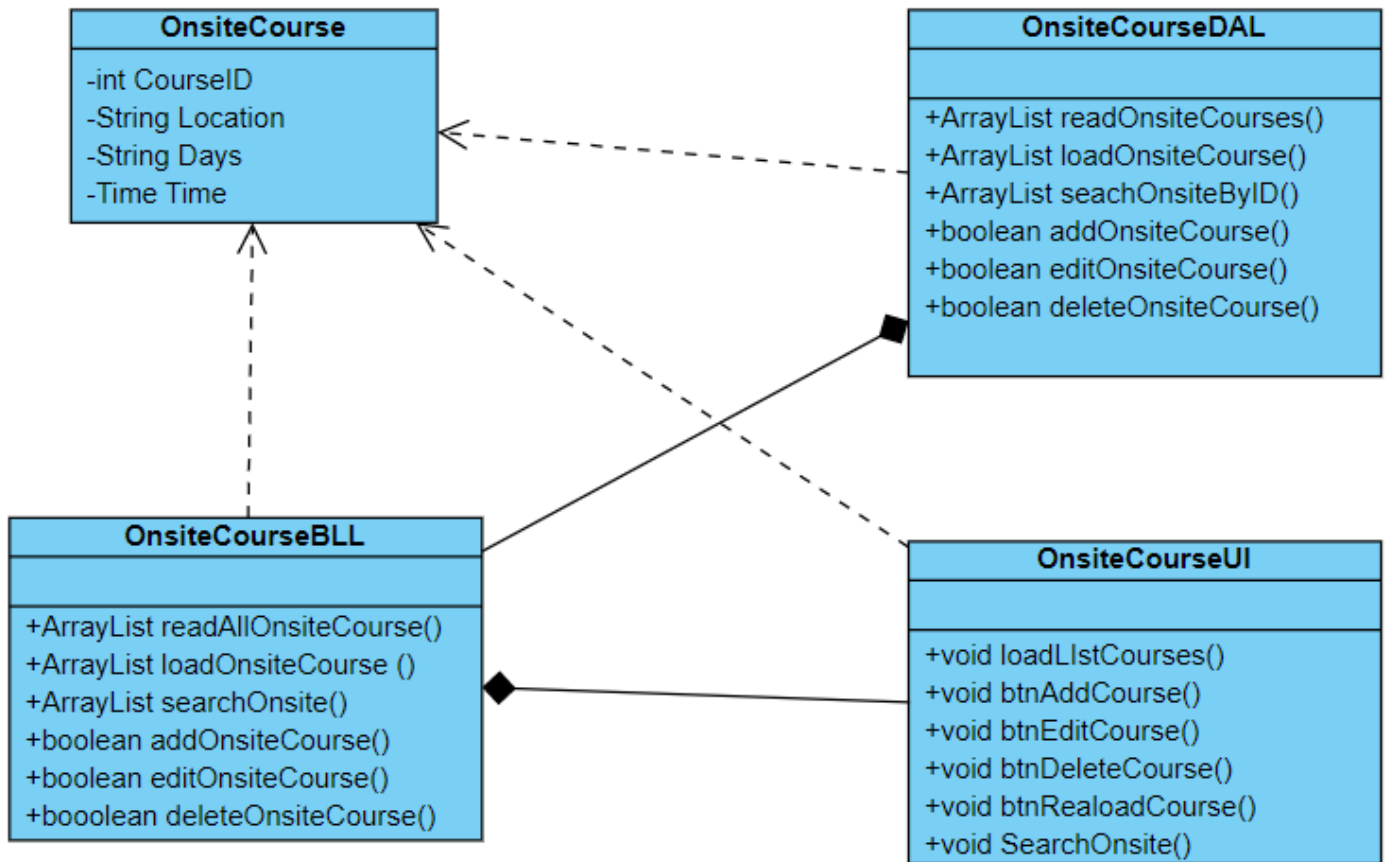 OnsiteCourse
-int CourseID
-String Location
-String Days
-Time Time
OnsiteCourseDAL
+ArrayList readOnsiteCourses()
+ArrayList loadOnsiteCourse()
+ArrayList seachOnsiteByID()
+boolean addOnsiteCourse()
+boolean editOnsiteCourse()
+boolean deleteOnsiteCourse()
OnsiteCourseBLL
+ArrayList readAllOnsiteCourse()
+ArrayList loadOnsiteCourse ()
+ArrayList searchOnsite()
+boolean addOnsiteCourse()
+boolean editOnsiteCourse()
+booolean deleteOnsiteCourse()
OnsiteCourseUI
+void loadLIstCourses()
+void btnAddCourse()
+void btnEditCourse()
+void btnDeleteCourse()
+void btnRealoadCourse()
+void SearchOnsite()